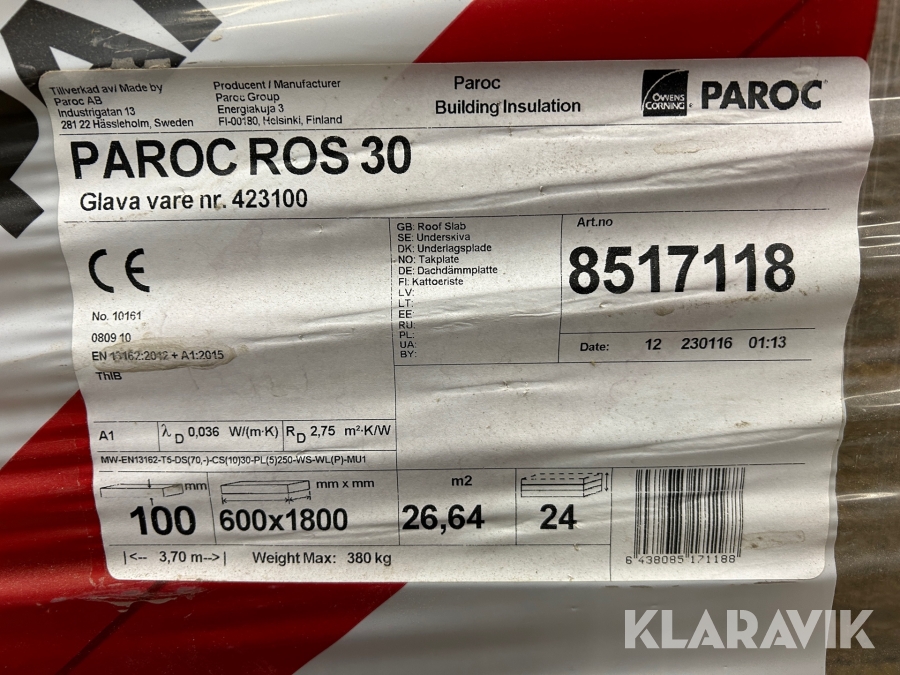 Tillverkad av/ Made by
Paroc AB
Industrigatan 13
281 22 Hässleholm, Sweden
Producent / Manufacturer
Paroc Group
Energiakuja 3
FI-00180, Helsinki, Finland
Paroc
Building Insulation
OWENS
CORNING
PAROC®
PAROC ROS 30
Glava vare nr. 423100
CE
No. 10161
0809 10
EN 13162:2012 + A1:2015
ThIB
GB: Roof Slab
SE: Underskiva
DK: Underlagsplade
NO: Takplate
DE: Dachdämmplatte
FI: Kattoeriste
LV:
LT:
EE:
RU:
PL:
UA:
BY:
Art.no
8517118
Date: 12 230116 01:13
A1 λD 0,036 W/(m·K) RD 2,75 m²·K/W
MW-EN13162-T5-DS(70,-)-CS(10)30-PL(5)250-WS-WL(P)-MU1
mm
100
mm x mm
600x1800
m2
26,64
24
|<-- 3,70 m-->| Weight Max: 380 kg
6 438085 171188
KLARAVIK